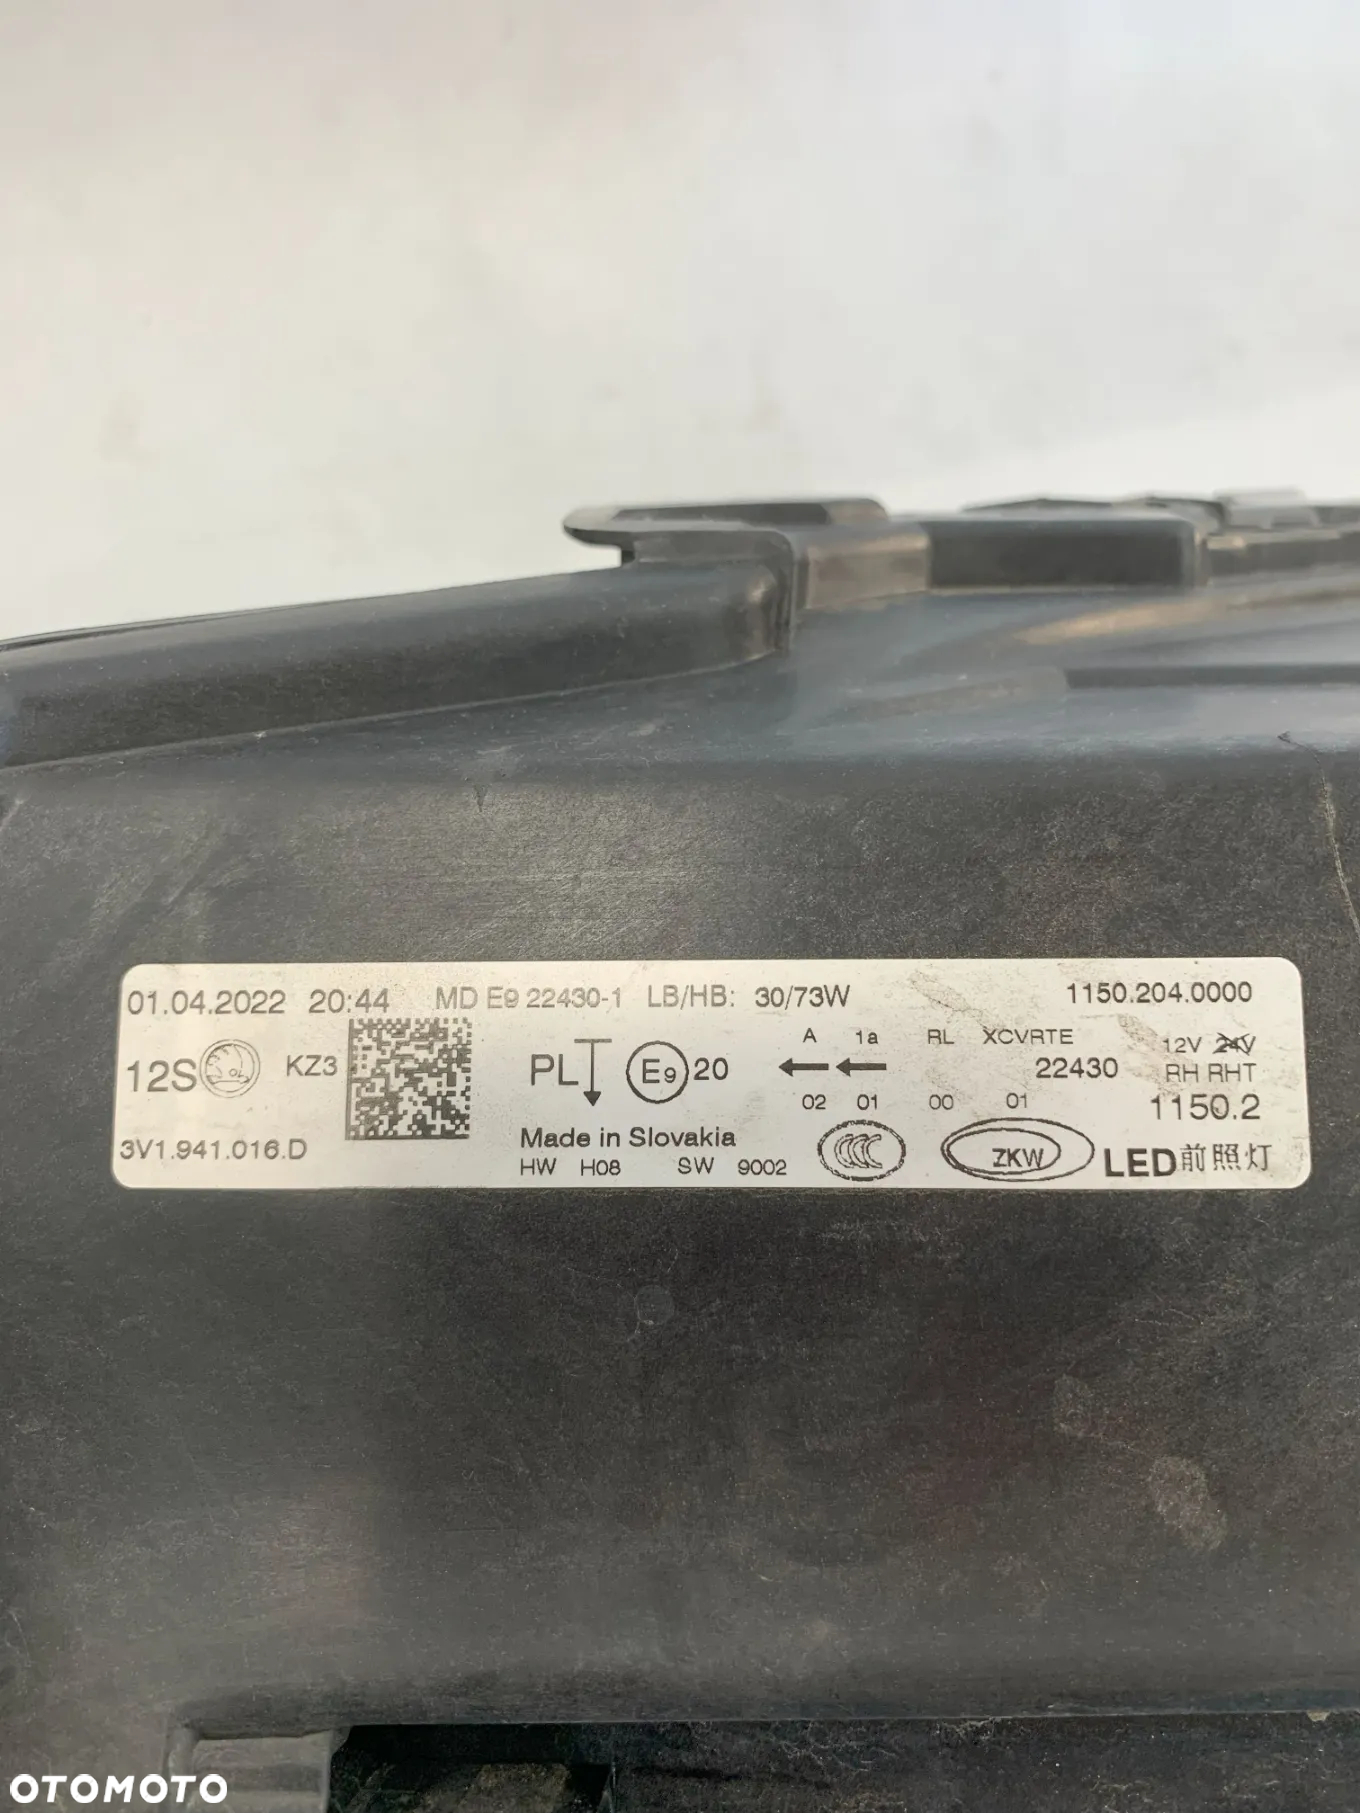 01.04.2022 20:44 MD E9 22430-1 LB/HB: 30/73W 1150.204.0000
A 1a RL XCVRTE 12V 24V
12S KZ3 PL E9 20 22430 RH RHT
02 01 00 01 1150.2
3V1.941.016.D Made in Slovakia CCC ZKW LED前照灯
HW H08 SW 9002
OTOMOTO